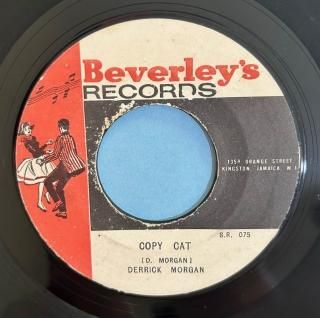 Beverley's
RECORDS
135A ORANGE STREET
KINGSTON, JAMAICA, W.I.
COPY CAT
B.R. 075
[D. MORGAN]
DERRICK MORGAN